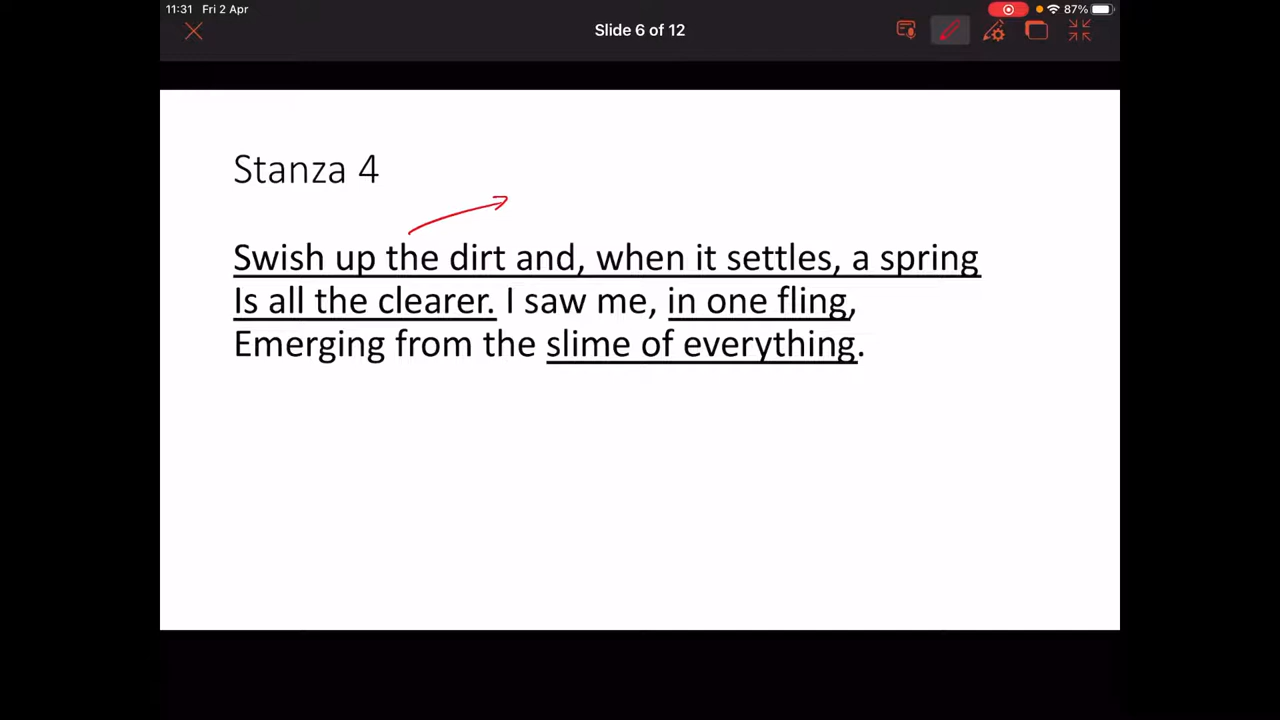 11:31 Fri 2 Apr 87%
Slide 6 of 12
Stanza 4
Swish up the dirt and, when it settles, a spring
Is all the clearer. I saw me, in one fling,
Emerging from the slime of everything.